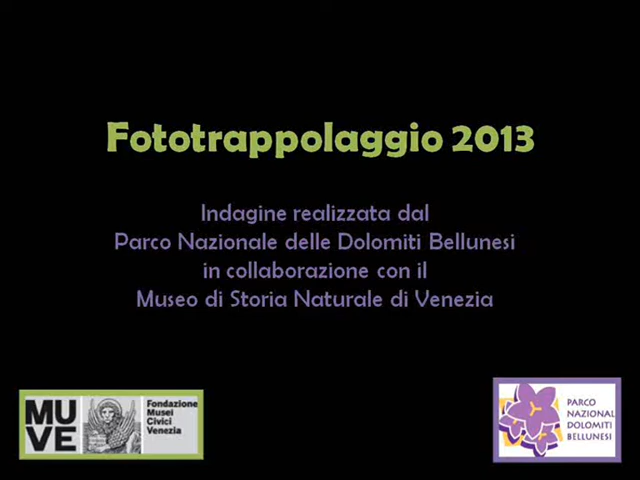 Fototrappolaggio 2013
Indagine realizzata dal
Parco Nazionale delle Dolomiti Bellunesi
in collaborazione con il
Museo di Storia Naturale di Venezia
MU
VE
Fondazione
Musei
Civici
Venezia
PARCO
NAZIONAL
DOLOMITI
BELLUNESI